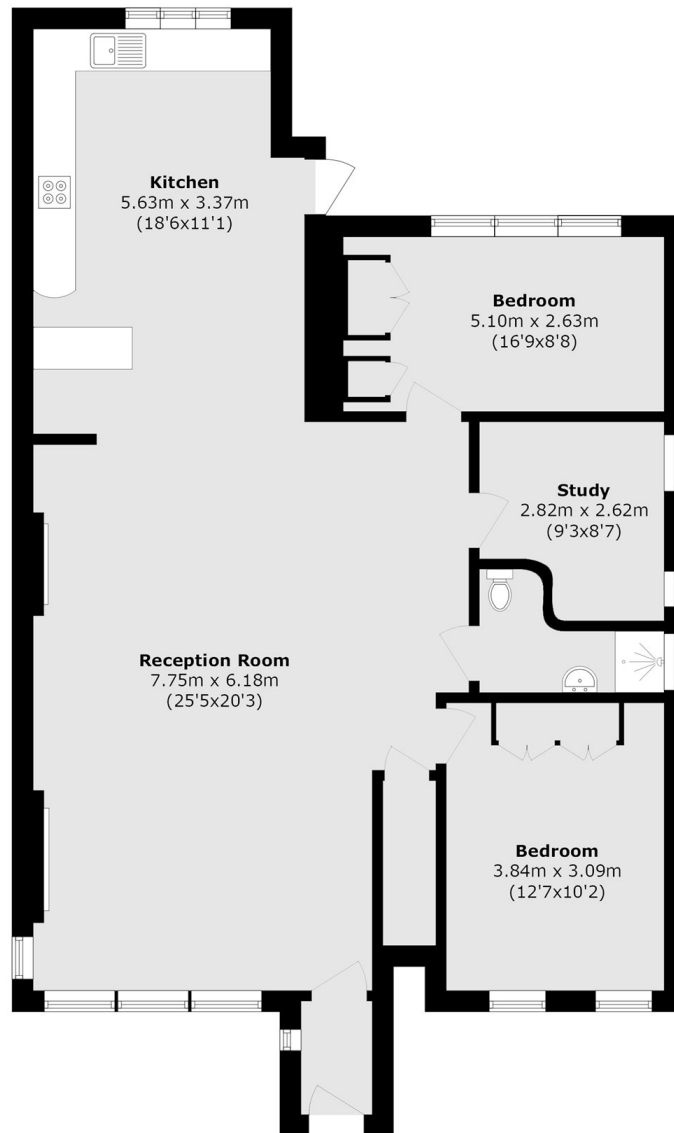 Kitchen
5.63m x 3.37m
(18'6x11'1)
Bedroom
5.10m x 2.63m
(16'9x8'8)
Study
2.82m x 2.62m
(9'3x8'7)
Reception Room
7.75m x 6.18m
(25'5x20'3)
Bedroom
3.84m x 3.09m
(12'7x10'2)